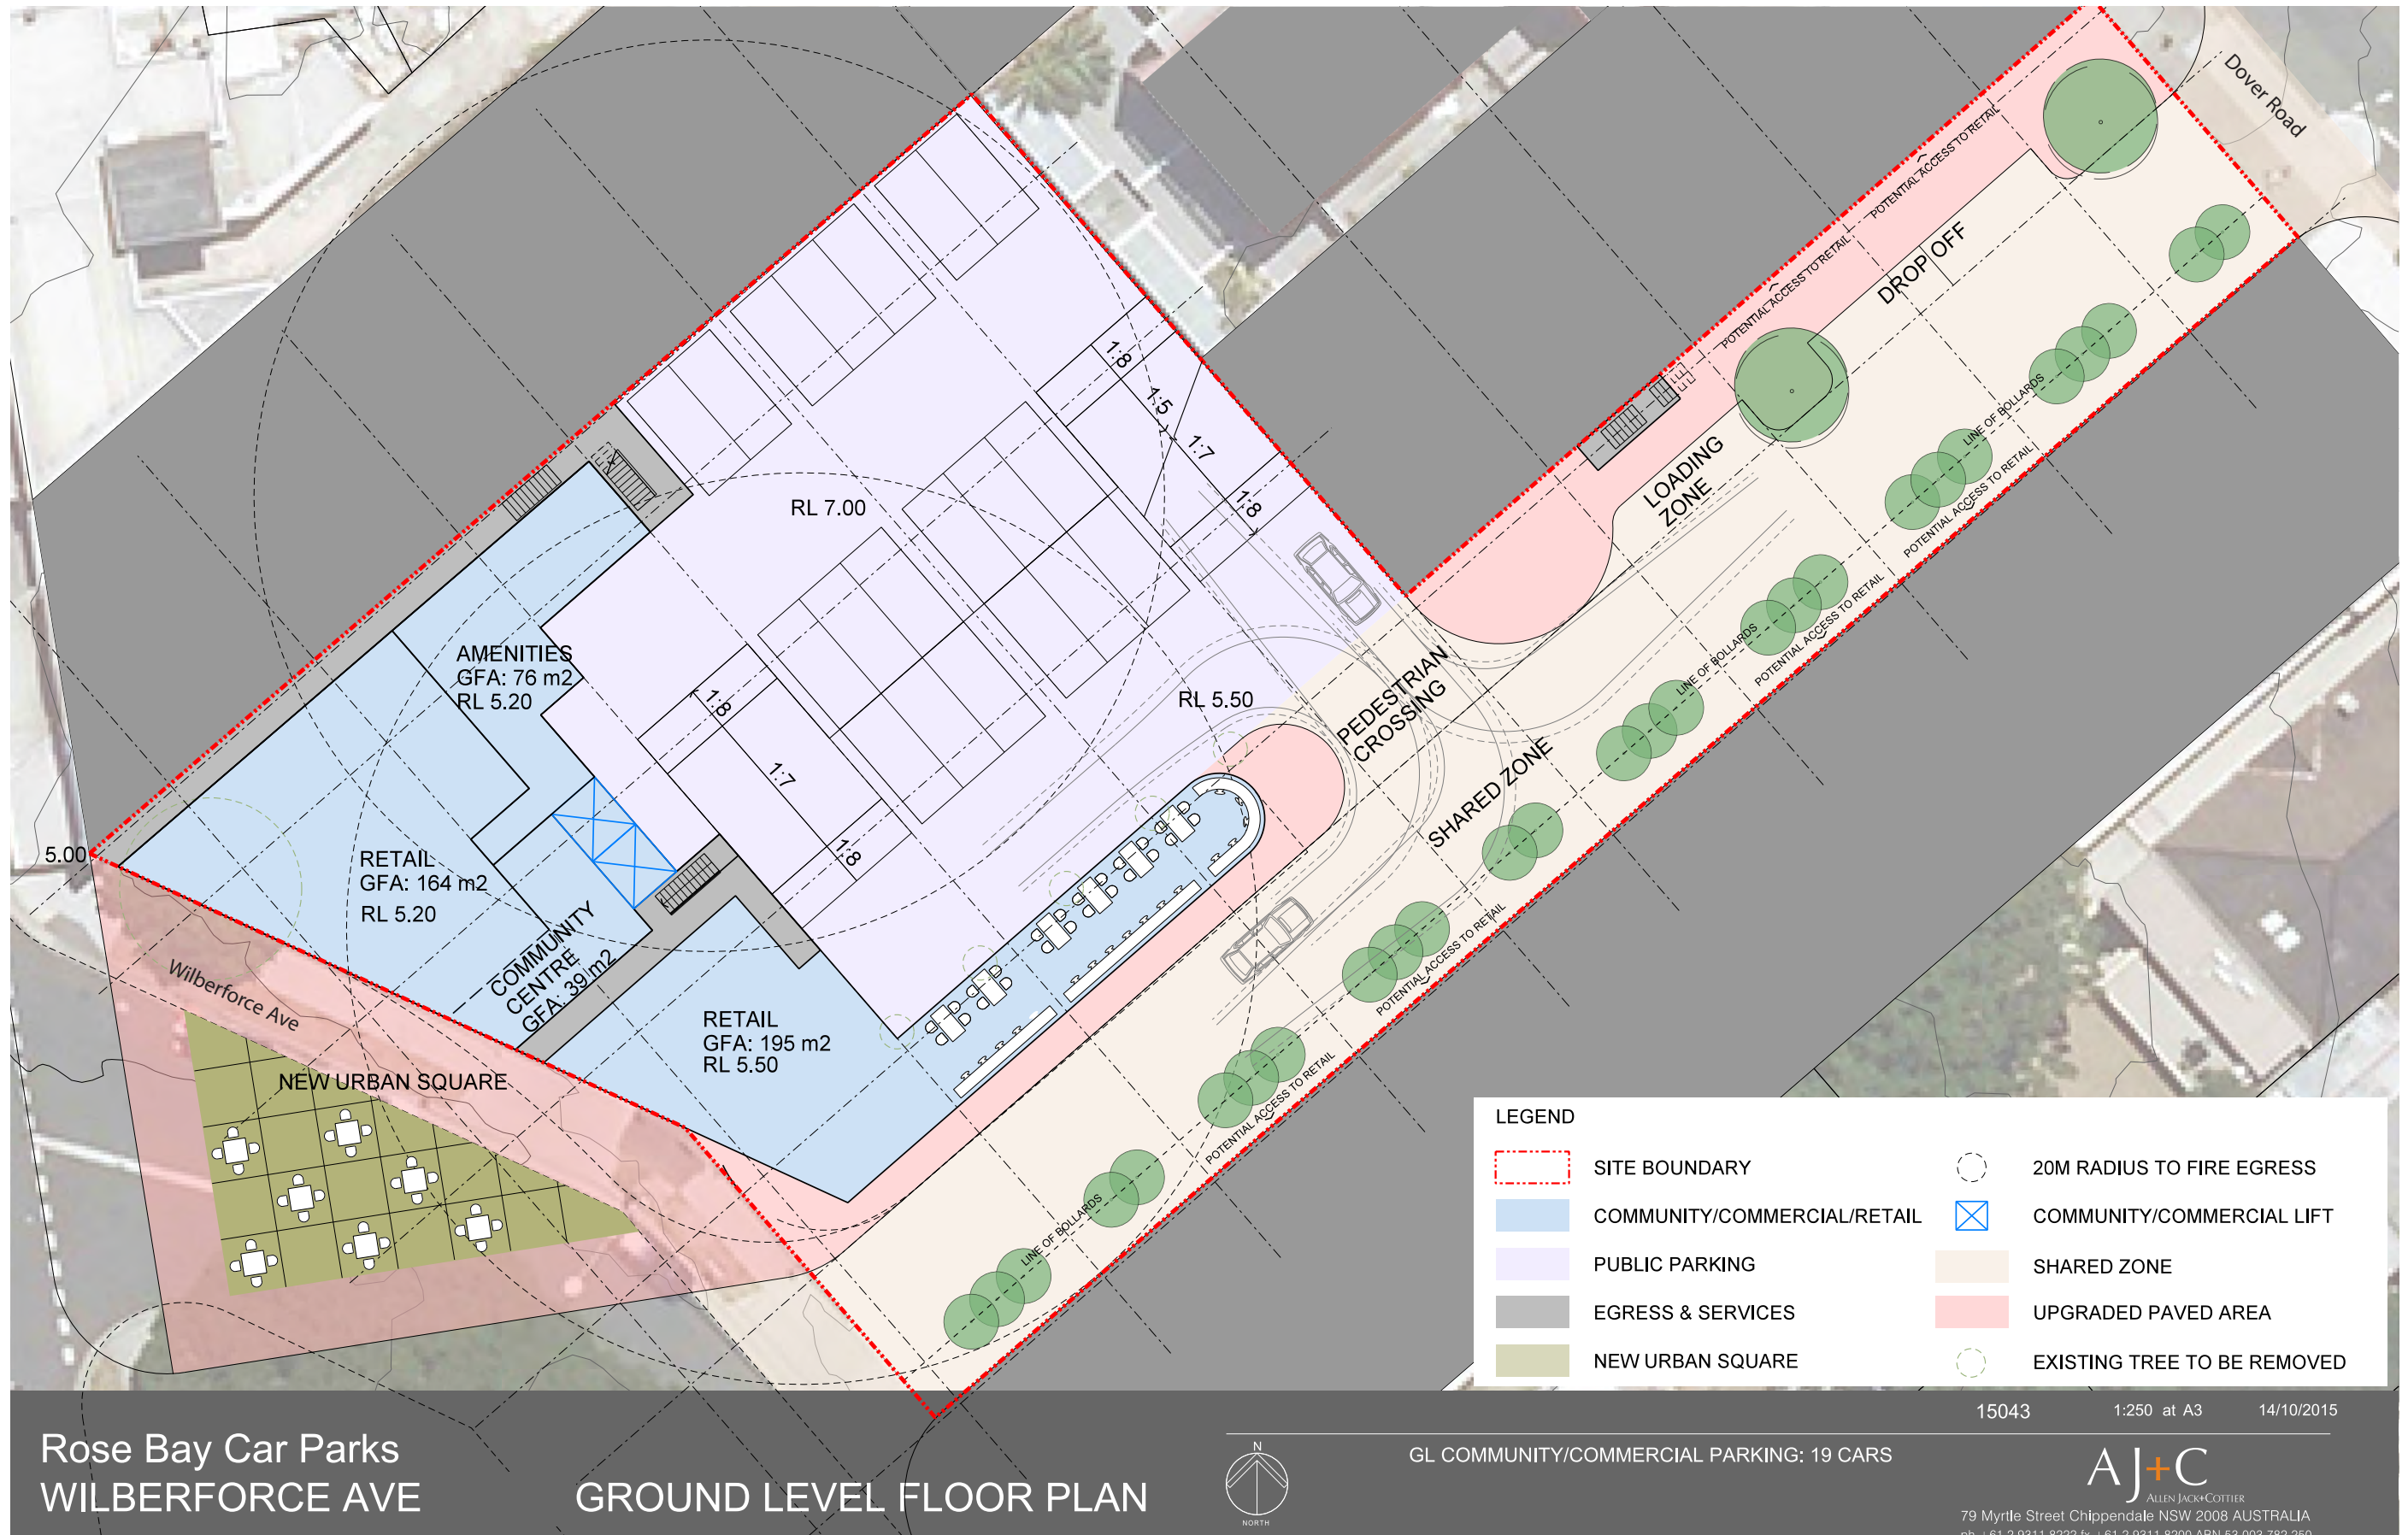 Dover Road
POTENTIAL ACCESS TO RETAIL
POTENTIAL ACCESS TO RETAIL
POTENTIAL ACCESS TO RETAIL
DROP OFF
LOADING
ZONE
LINE OF BOLLARDS
POTENTIAL ACCESS TO RETAIL
1:8
1:5
1:7
1:8
RL 7.00
LINE OF BOLLARDS
POTENTIAL ACCESS TO RETAIL
AMENITIES
GFA: 76 m2
RL 5.20
1:8
1:7
1:8
RL 5.50
PEDESTRIAN
CROSSING
SHARED ZONE
5.00
RETAIL
GFA: 164 m2
RL 5.20
COMMUNITY
CENTRE
GFA: 39 m2
POTENTIAL ACCESS TO RETAIL
Wilberforce Ave
RETAIL
GFA: 195 m2
RL 5.50
NEW URBAN SQUARE
POTENTIAL ACCESS TO RETAIL
LINE OF BOLLARDS
LEGEND
SITE BOUNDARY
COMMUNITY/COMMERCIAL/RETAIL
PUBLIC PARKING
EGRESS & SERVICES
NEW URBAN SQUARE
20M RADIUS TO FIRE EGRESS
COMMUNITY/COMMERCIAL LIFT
SHARED ZONE
UPGRADED PAVED AREA
EXISTING TREE TO BE REMOVED
Rose Bay Car Parks
WILBERFORCE AVE
GROUND LEVEL FLOOR PLAN
N
NORTH
GL COMMUNITY/COMMERCIAL PARKING: 19 CARS
15043 1:250 at A3 14/10/2015
AJ+C
ALLEN JACK+COTTIER
79 Myrtle Street Chippendale NSW 2008 AUSTRALIA